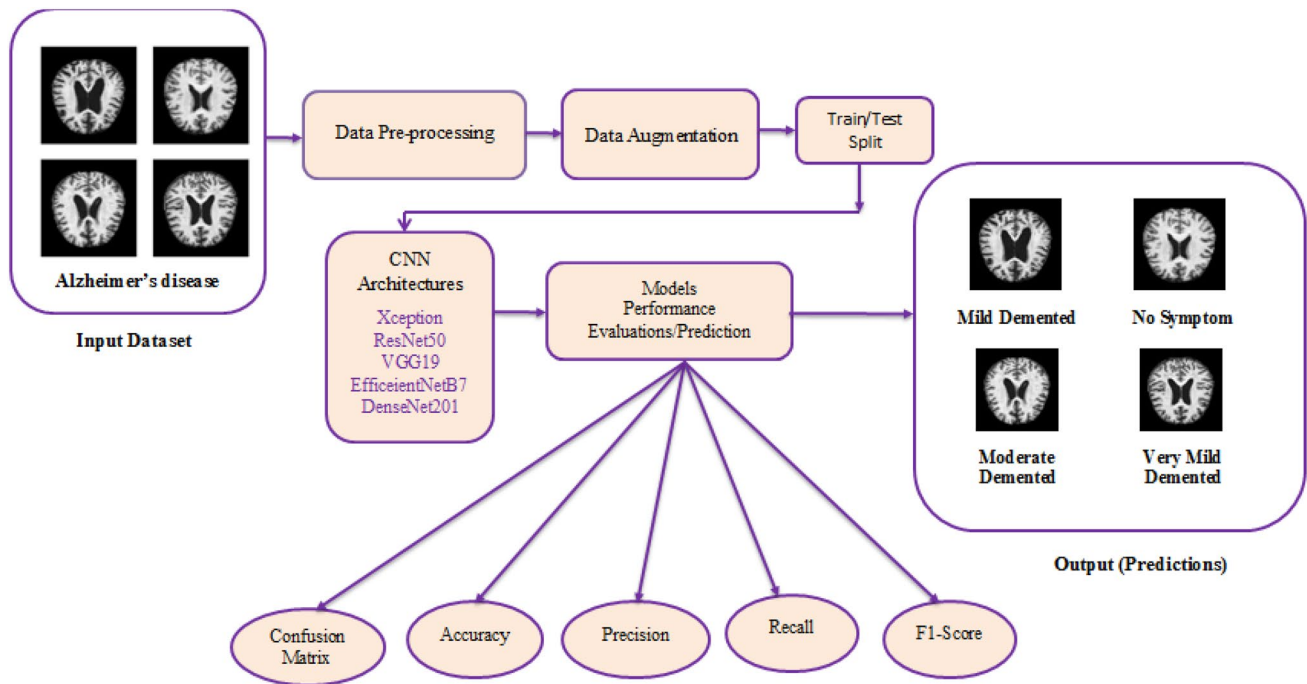 Alzheimer's disease
Input Dataset
Data Pre-processing
Data Augmentation
Train/Test
Split
CNN
Architectures
Xception
ResNet50
VGG19
EfficeientNetB7
DenseNet201
Models
Performance
Evaluations/Prediction
Mild Demented
No Symptom
Moderate
Demented
Very Mild
Demented
Output (Predictions)
Confusion
Matrix
Accuracy
Precision
Recall
F1-Score